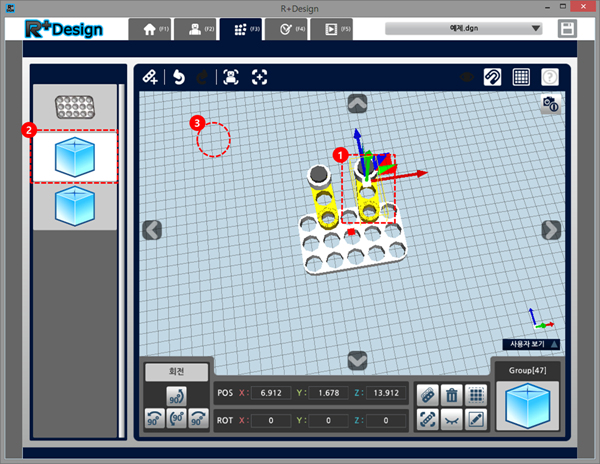 R+Design
R+Design
(F1)
(F2)
(F3)
(F4)
(F5)
예제.dgn
2
3
1
사용자 보기
회전
90°
90°
90°
90°
POS X: 6.912 Y: 1.678 Z: 13.912
ROT X: 0 Y: 0 Z: 0
Group[47]